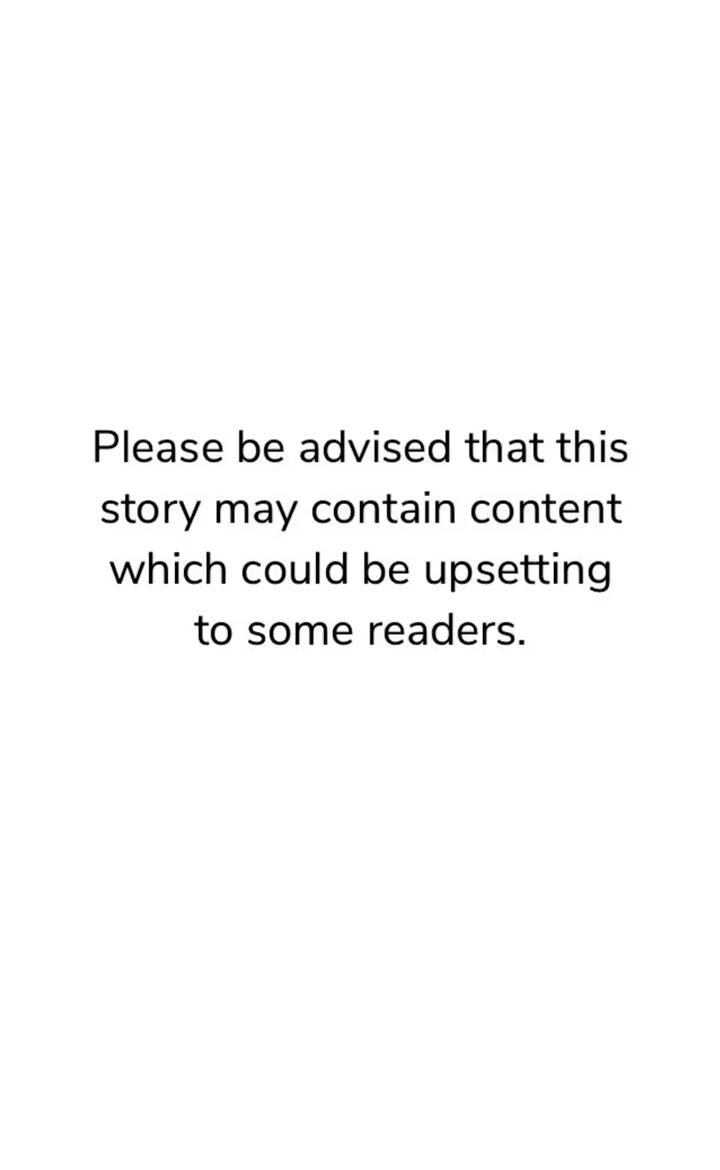 Please be advised that this
story may contain content
which could be upsetting
to some readers.